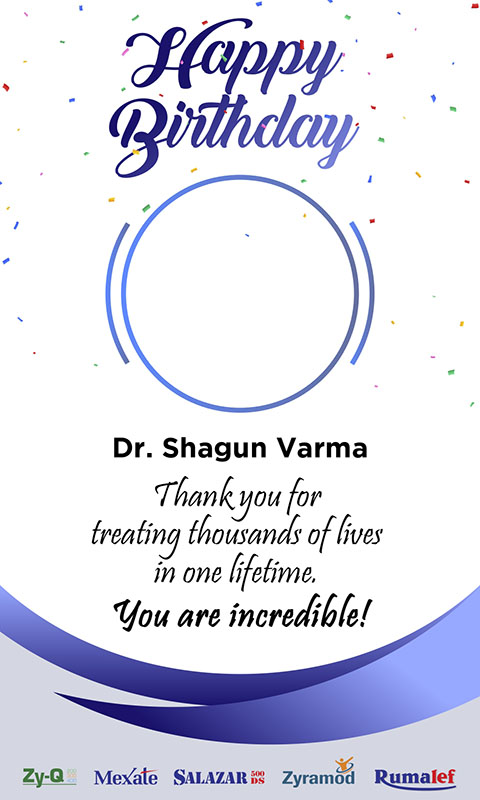 Happy
Birthday
Dr. Shagun Varma
Thank you for
treating thousands of lives
in one lifetime.
You are incredible!
Zy-Q Mexate SALAZAR 500 DS Zyramod Rumalef